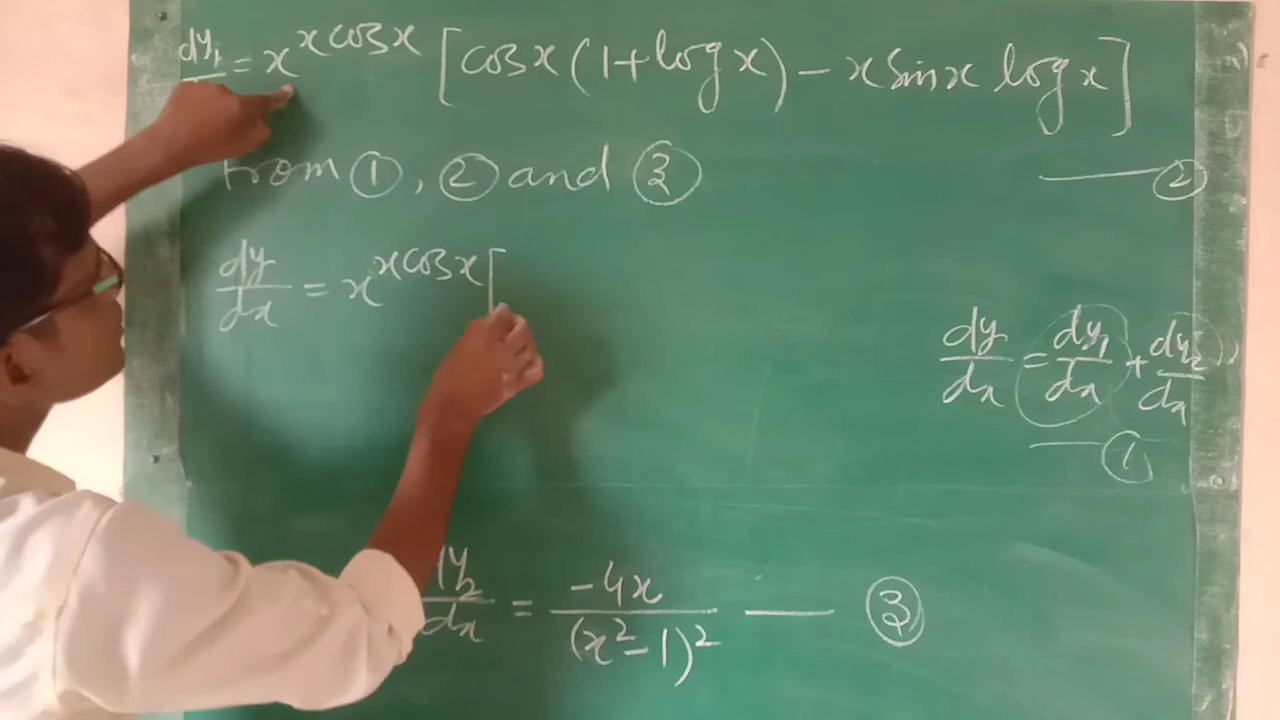 dy₁ = x^{x cos x} [cos x (1 + log x) - x sin x log x]
from ①, ② and ③ —— ②
dy/dx = x^{x cos x} [
dy/dx = dy₁/dx + dy₂/dx
—— ①
dy₂/dx = -4x/(x² - 1)² —— ③